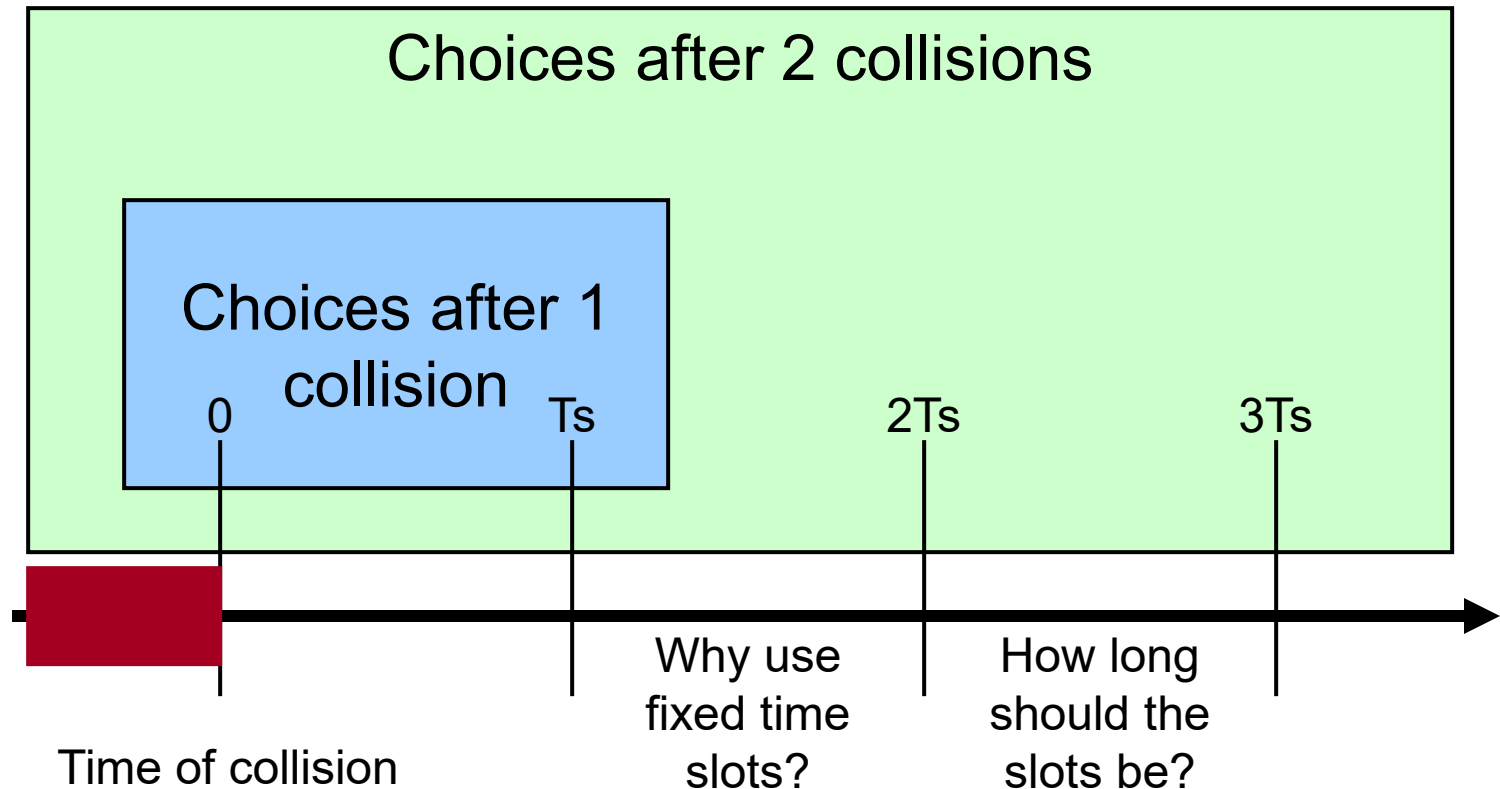 Choices after 2 collisions
Choices after 1
collision
0 Ts 2Ts 3Ts
Why use
fixed time
slots?
How long
should the
slots be?
Time of collision